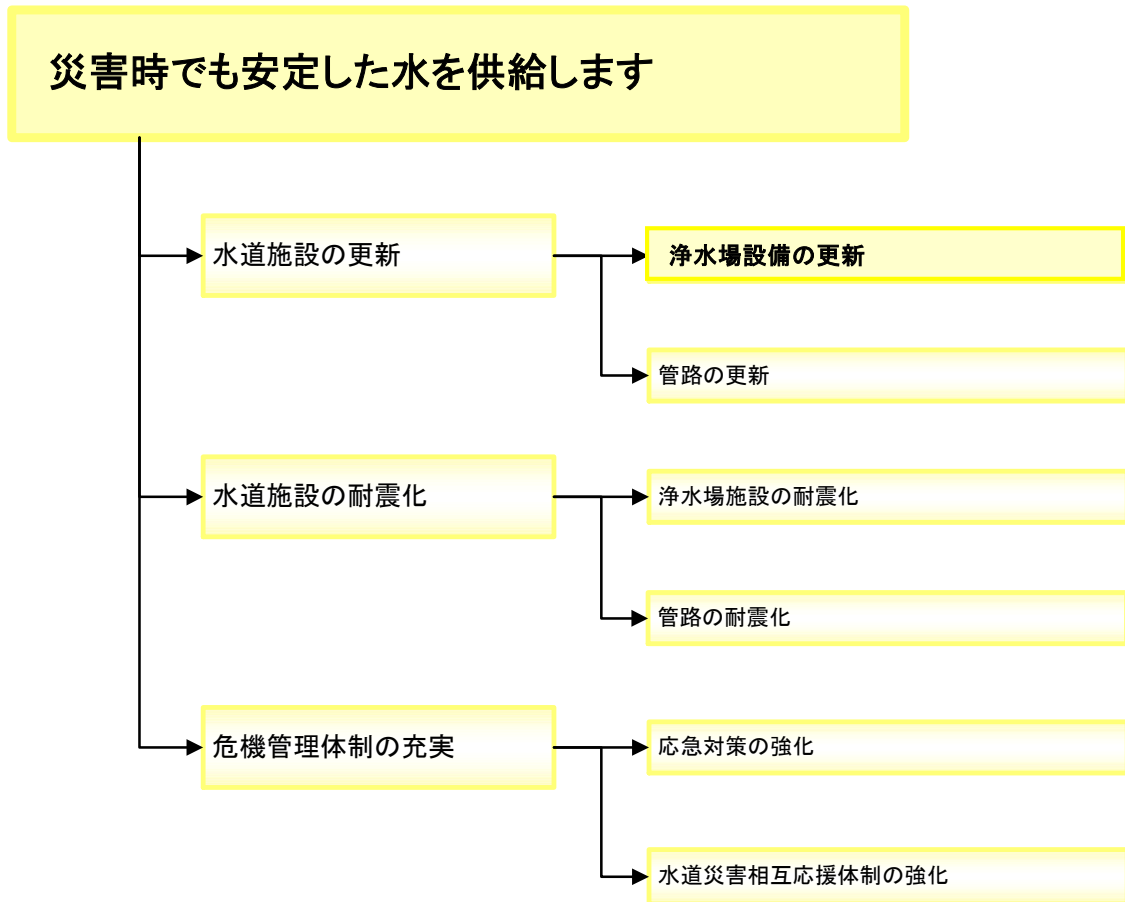 災害時でも安定した水を供給します
水道施設の更新
浄水場設備の更新
管路の更新
水道施設の耐震化
浄水場施設の耐震化
管路の耐震化
危機管理体制の充実
応急対策の強化
水道災害相互応援体制の強化